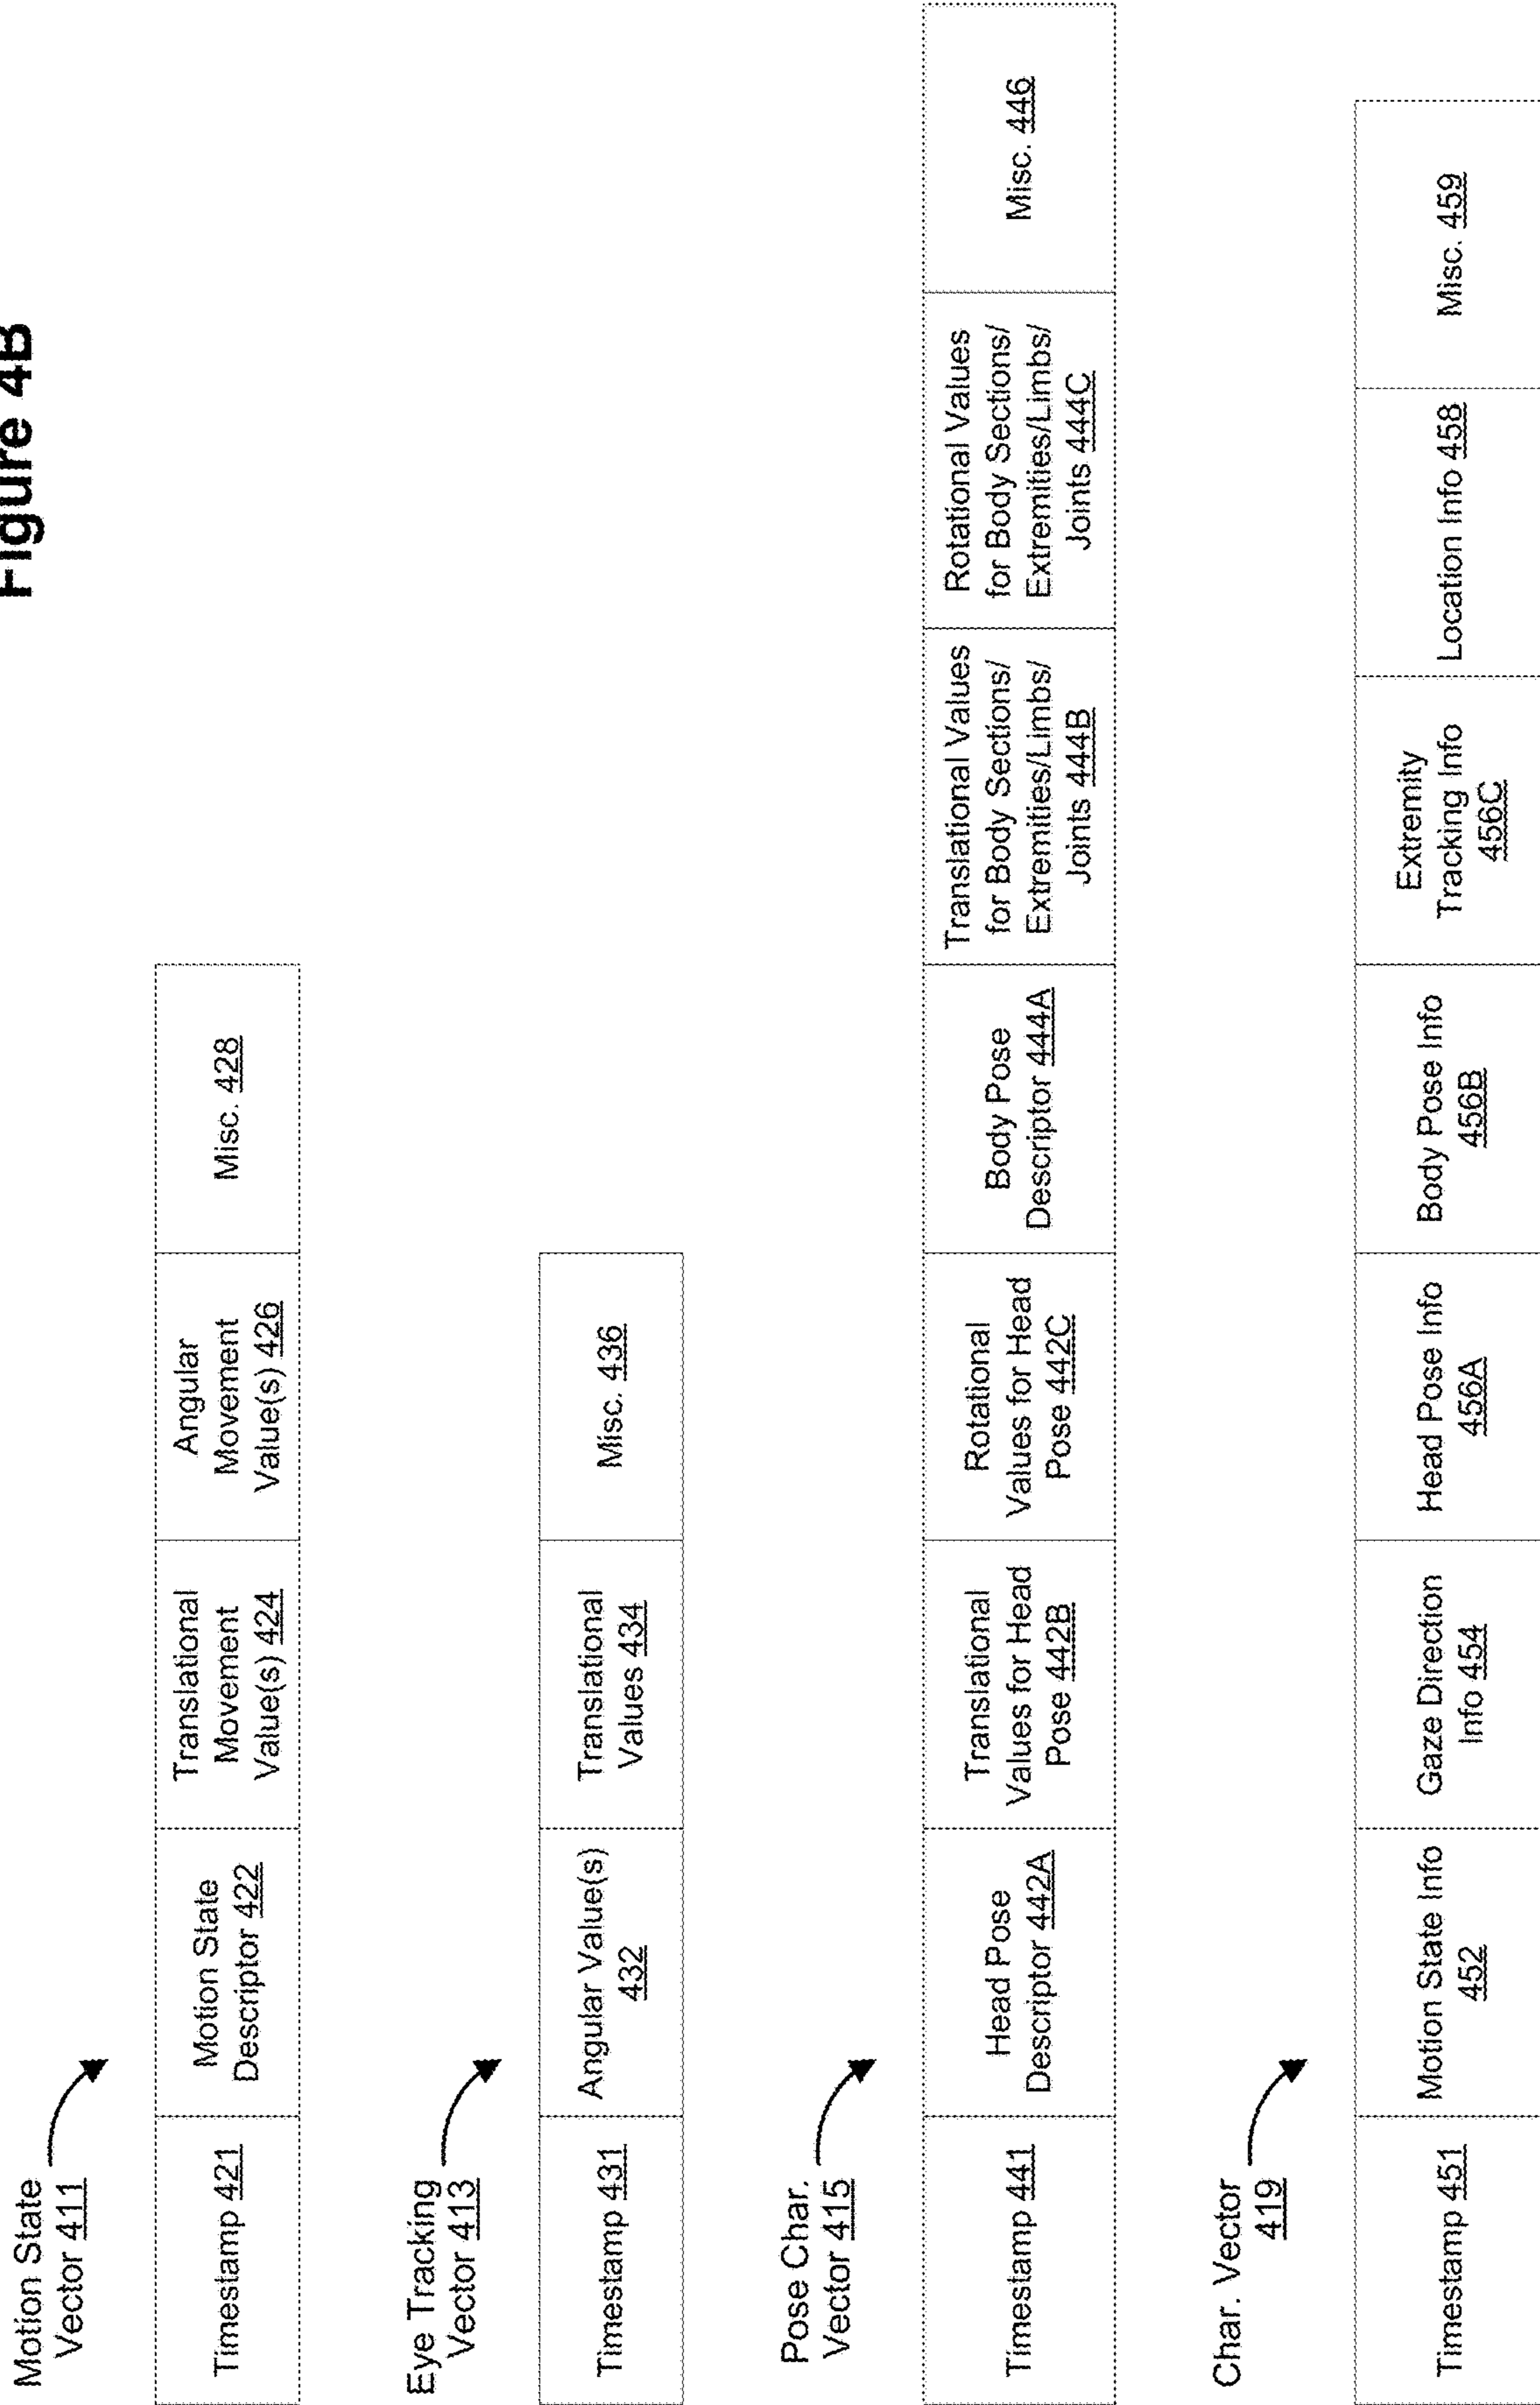 Figure 4B
Motion State
Vector 411
Timestamp 421
Motion State
Descriptor 422
Translational
Movement
Value(s) 424
Angular
Movement
Value(s) 426
Misc. 428
Eye Tracking
Vector 413
Timestamp 431
Angular Value(s)
432
Translational
Values 434
Misc. 436
Pose Char.
Vector 415
Timestamp 441
Head Pose
Descriptor 442A
Translational
Values for Head
Pose 442B
Rotational
Values for Head
Pose 442C
Body Pose
Descriptor 444A
Translational Values
for Body Sections/
Extremities/Limbs/
Joints 444B
Rotational Values
for Body Sections/
Extremities/Limbs/
Joints 444C
Misc. 446
Char. Vector
419
Timestamp 451
Motion State Info
452
Gaze Direction
Info 454
Head Pose Info
456A
Body Pose Info
456B
Extremity
Tracking Info
456C
Location Info 458
Misc. 459